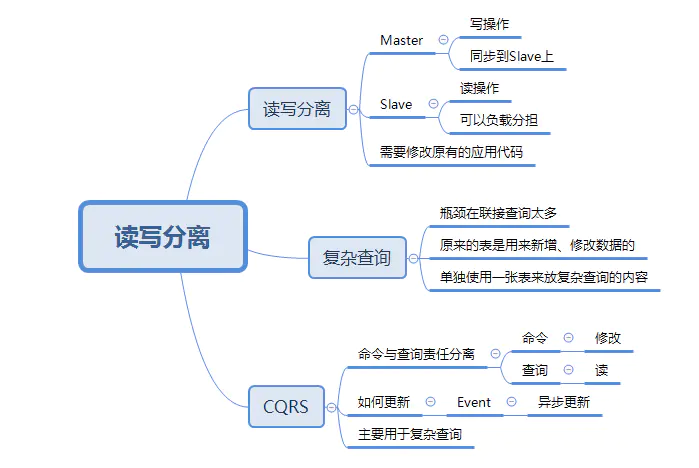 读写分离
读写分离
Master
写操作
同步到Slave上
Slave
读操作
可以负载分担
需要修改原有的应用代码
复杂查询
瓶颈在联接查询太多
原来的表是用来新增、修改数据的
单独使用一张表来放复杂查询的内容
CQRS
命令与查询责任分离
命令
修改
查询
读
如何更新
Event
异步更新
主要用于复杂查询